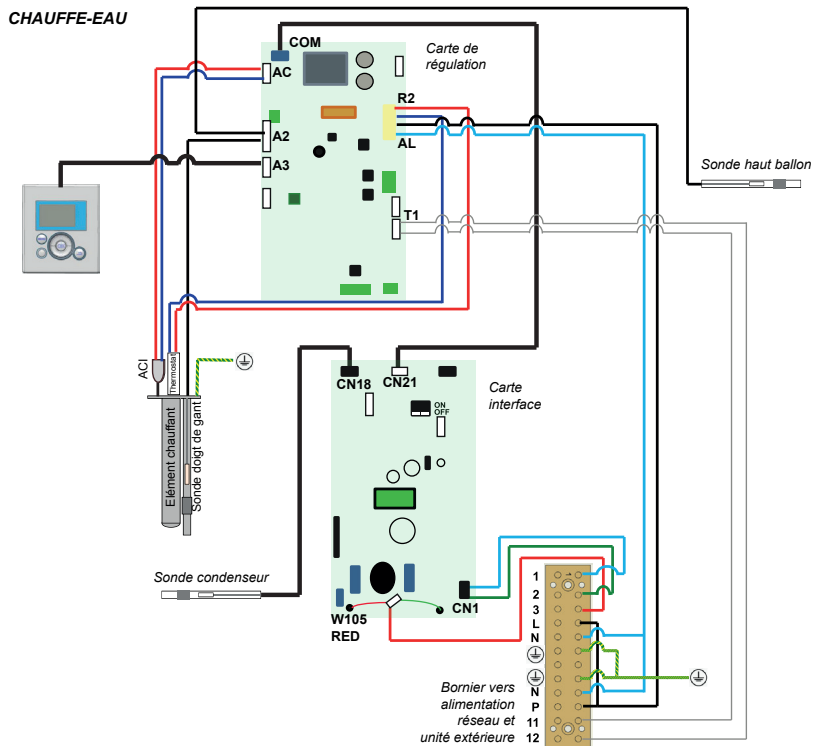 CHAUFFE-EAU
COM
Carte de
régulation
AC
R2
A2
AL
A3
Sonde haut ballon
T1
ACI
Thermostat
Elément chauffant
Sonde doigt de gant
CN18
CN21
Carte
interface
ON
OFF
Sonde condenseur
CN1
W105
RED
1
2
3
L
N
N
P
11
12
Bornier vers
alimentation
réseau et
unité extérieure